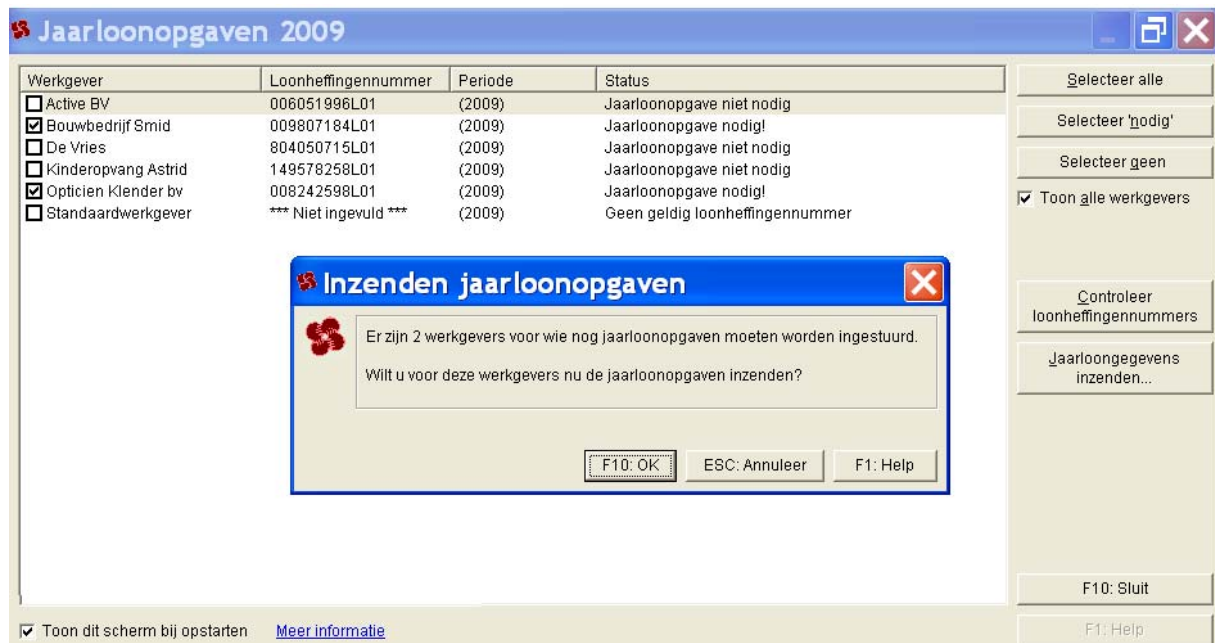 Jaarloonopgaven 2009
Werkgever Loonheffingennummer Periode Status
Active BV 006051996L01 (2009) Jaarloonopgave niet nodig
Bouwbedrijf Smid 009807184L01 (2009) Jaarloonopgave nodig!
De Vries 804050715L01 (2009) Jaarloonopgave niet nodig
Kinderopvang Astrid 149578258L01 (2009) Jaarloonopgave niet nodig
Opticien Klender bv 008242598L01 (2009) Jaarloonopgave nodig!
Standaardwerkgever *** Niet ingevuld *** (2009) Geen geldig loonheffingennummer
Selecteer alle
Selecteer 'nodig'
Selecteer geen
Toon alle werkgevers
Controleer
loonheffingennummers
Jaarloongegevens
inzenden...
Inzenden jaarloonopgaven
Er zijn 2 werkgevers voor wie nog jaarloonopgaven moeten worden ingestuurd.
Wilt u voor deze werkgevers nu de jaarloonopgaven inzenden?
F10: OK ESC: Annuleer F1: Help
F10: Sluit
Toon dit scherm bij opstarten Meer informatie F1: Help